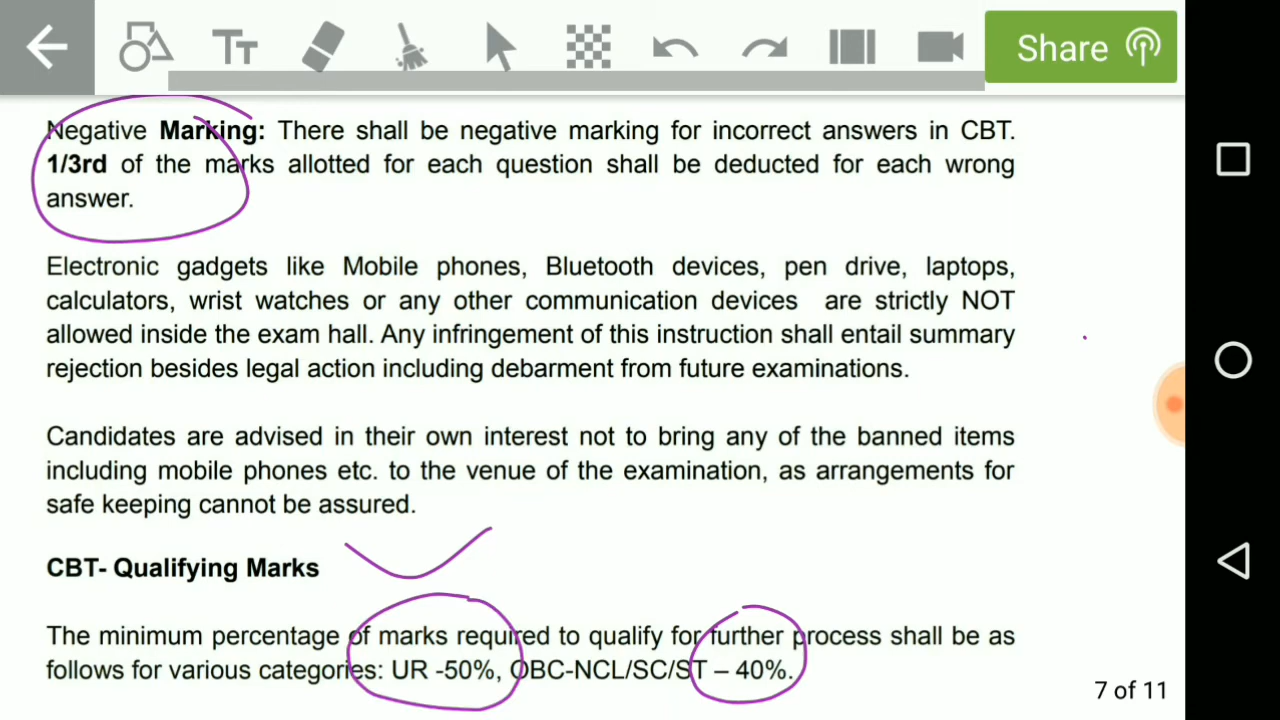 Tt
Share
Negative Marking: There shall be negative marking for incorrect answers in CBT.
1/3rd of the marks allotted for each question shall be deducted for each wrong
answer.
Electronic gadgets like Mobile phones, Bluetooth devices, pen drive, laptops,
calculators, wrist watches or any other communication devices are strictly NOT
allowed inside the exam hall. Any infringement of this instruction shall entail summary
rejection besides legal action including debarment from future examinations.
Candidates are advised in their own interest not to bring any of the banned items
including mobile phones etc. to the venue of the examination, as arrangements for
safe keeping cannot be assured.
CBT- Qualifying Marks
The minimum percentage of marks required to qualify for further process shall be as
follows for various categories: UR -50%, OBC-NCL/SC/ST – 40%.
7 of 11